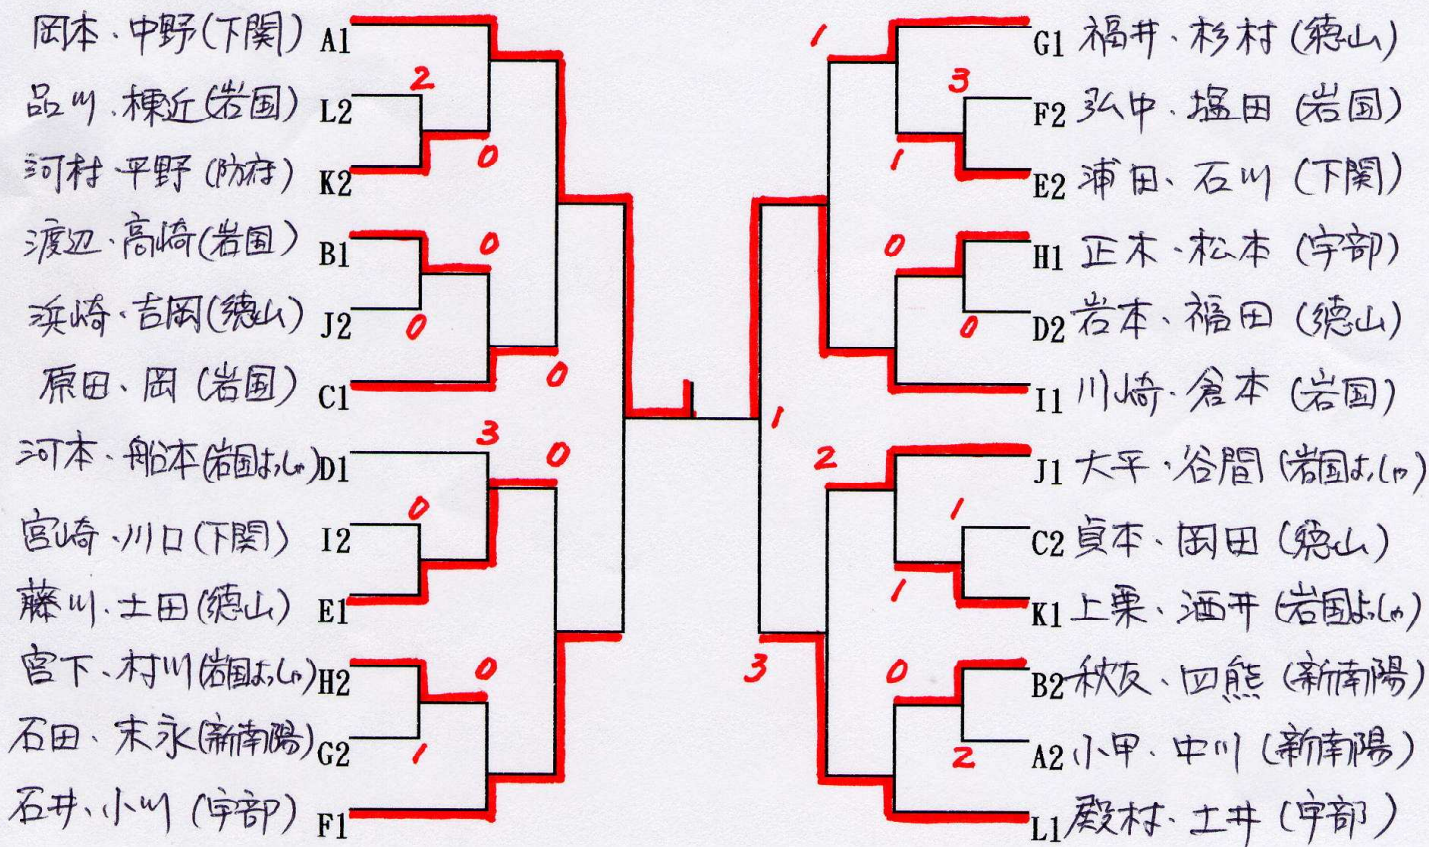 岡本・中野(下関) A1
2
品川・棟近(岩国) L2
0
河村・平野(防府) K2
渡辺・高崎(岩国) B1
0
浜崎・吉岡(徳山) J2
0
原田・岡(岩国) C1
0
河本・船本(岩国よっしゃ) D1
3
0
宮崎・川口(下関) I2
0
藤川・土田(徳山) E1
宮下・村川(岩国よっしゃ) H2
0
石田・末永(新南陽) G2
1
石井・小川(宇部) F1
1
G1 福井・杉村(徳山)
3
F2 弘中・塩田(岩国)
1
E2 浦田・石川(下関)
0
H1 正木・松本(宇部)
0
D2 岩本・福田(徳山)
I1 川崎・倉本(岩国)
1
2
J1 大平・谷間(岩国よっしゃ)
1
C2 貞本・岡田(徳山)
1
K1 上栗・酒井(岩国よっしゃ)
3
0
B2 秋友・四熊(新南陽)
2
A2 小甲・中川(新南陽)
L1 殿村・土井(宇部)